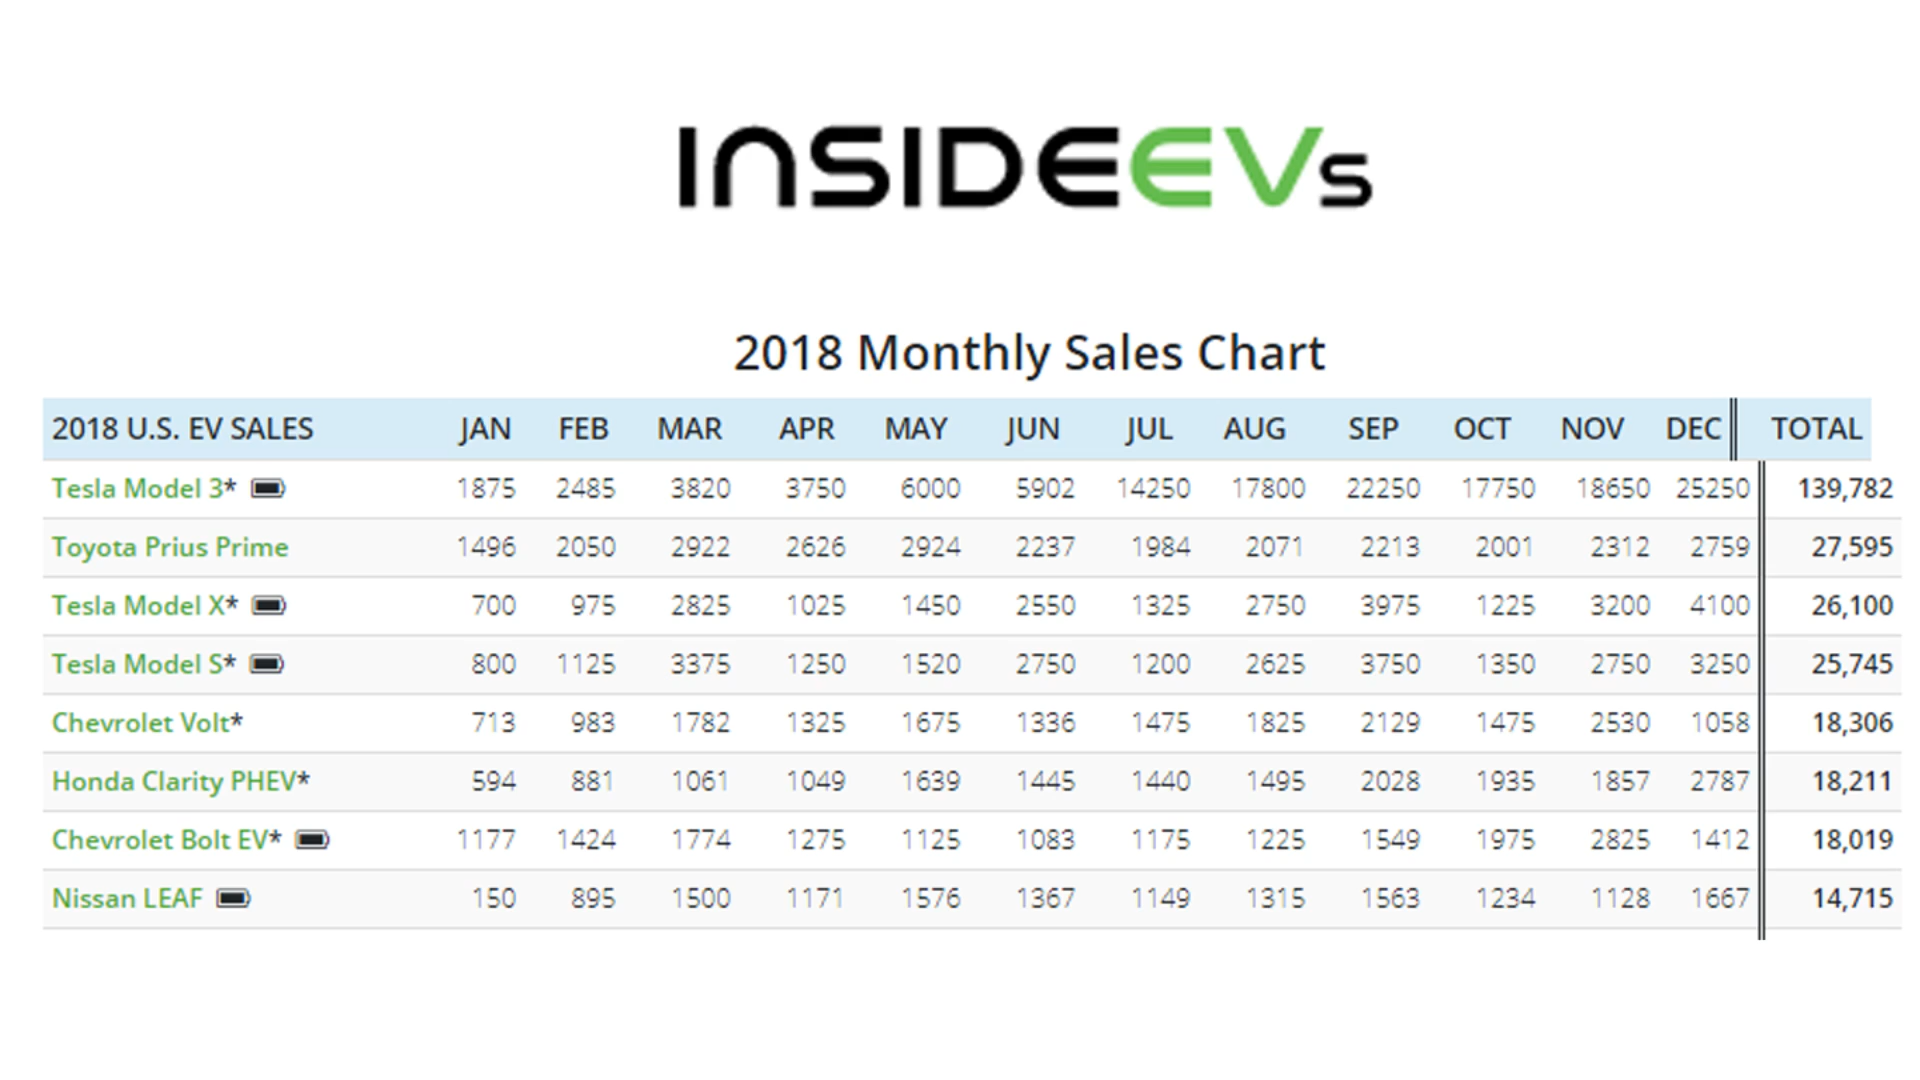 INSIDEEVs
2018 Monthly Sales Chart
2018 U.S. EV SALES JAN FEB MAR APR MAY JUN JUL AUG SEP OCT NOV DEC TOTAL
Tesla Model 3* 1875 2485 3820 3750 6000 5902 14250 17800 22250 17750 18650 25250 139,782
Toyota Prius Prime 1496 2050 2922 2626 2924 2237 1984 2071 2213 2001 2312 2759 27,595
Tesla Model X* 700 975 2825 1025 1450 2550 1325 2750 3975 1225 3200 4100 26,100
Tesla Model S* 800 1125 3375 1250 1520 2750 1200 2625 3750 1350 2750 3250 25,745
Chevrolet Volt* 713 983 1782 1325 1675 1336 1475 1825 2129 1475 2530 1058 18,306
Honda Clarity PHEV* 594 881 1061 1049 1639 1445 1440 1495 2028 1935 1857 2787 18,211
Chevrolet Bolt EV* 1177 1424 1774 1275 1125 1083 1175 1225 1549 1975 2825 1412 18,019
Nissan LEAF 150 895 1500 1171 1576 1367 1149 1315 1563 1234 1128 1667 14,715